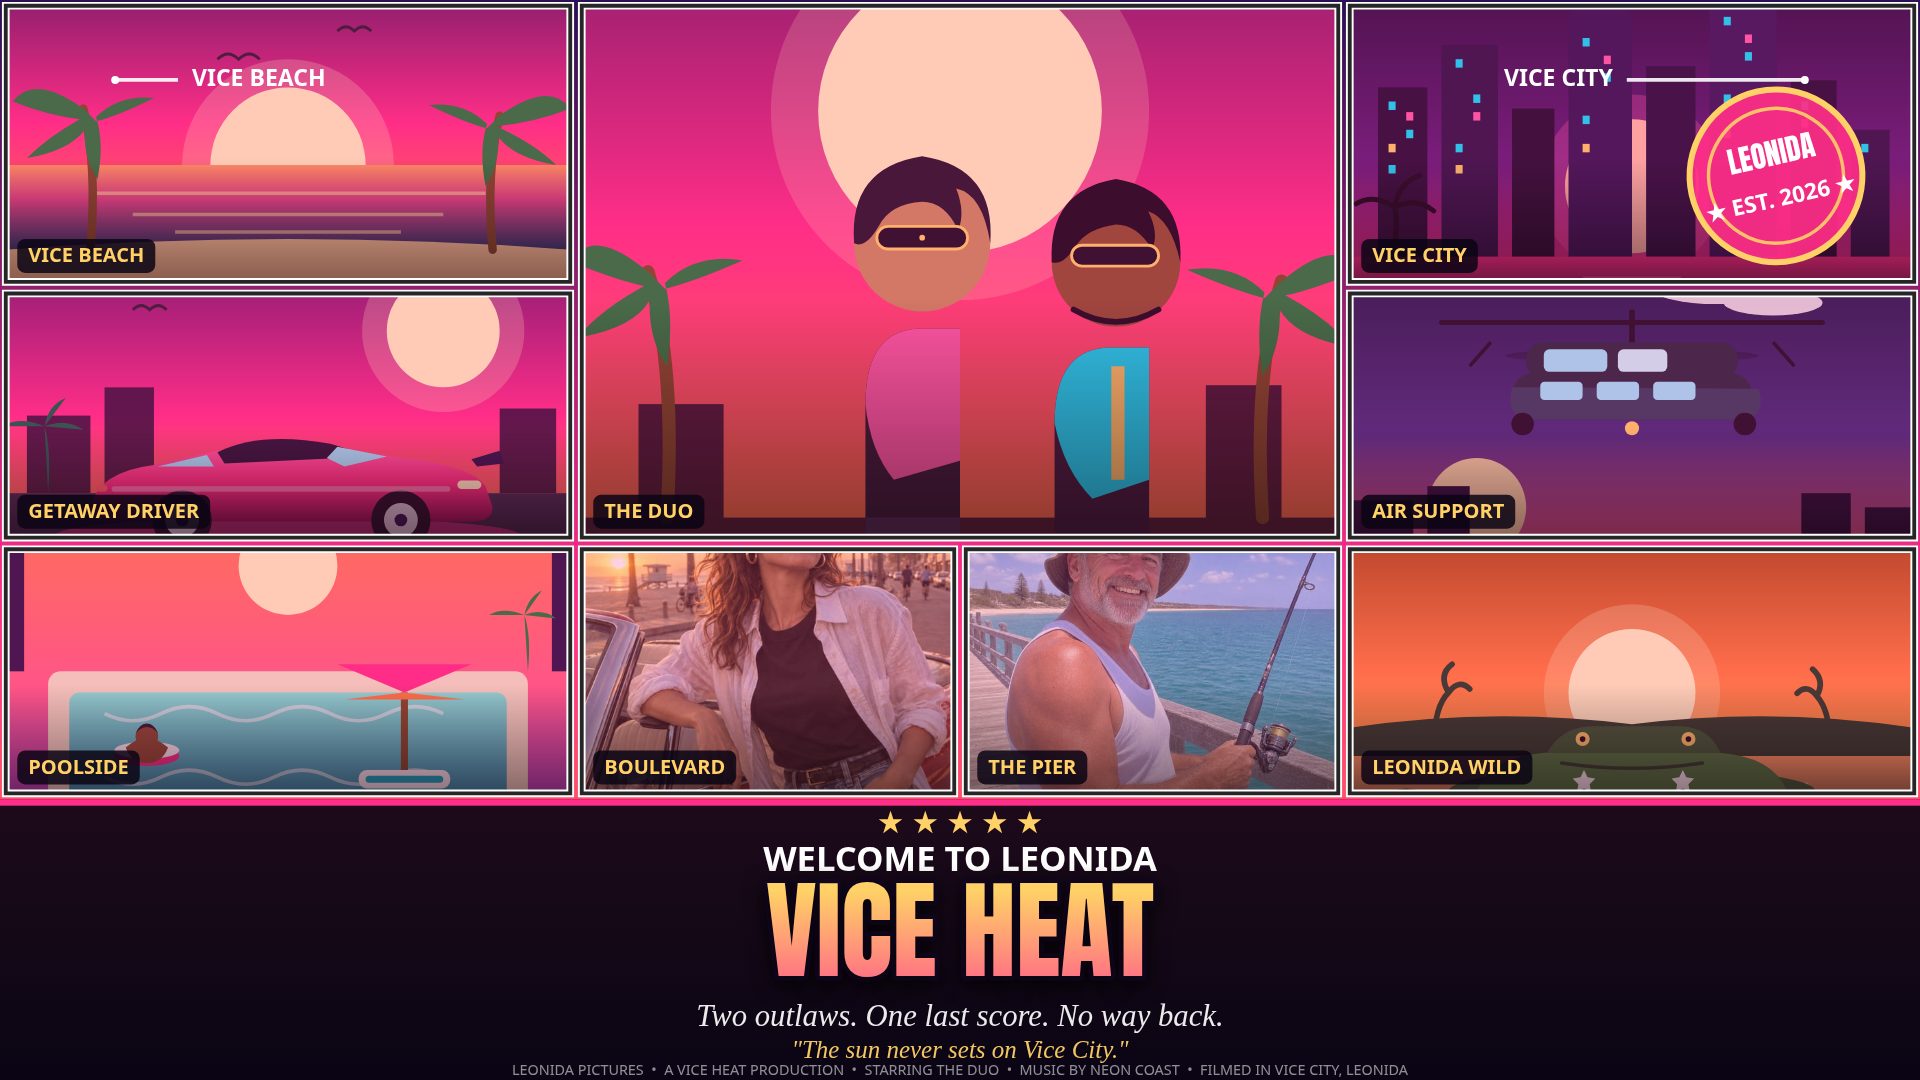 VICE BEACH
VICE BEACH
VICE CITY
LEONIDA
★ EST. 2026 ★
VICE CITY
GETAWAY DRIVER
THE DUO
AIR SUPPORT
POOLSIDE
BOULEVARD
THE PIER
LEONIDA WILD
★ ★ ★ ★ ★
WELCOME TO LEONIDA
VICE HEAT
Two outlaws. One last score. No way back.
"The sun never sets on Vice City."
LEONIDA PICTURES • A VICE HEAT PRODUCTION • STARRING THE DUO • MUSIC BY NEON COAST • FILMED IN VICE CITY, LEONIDA